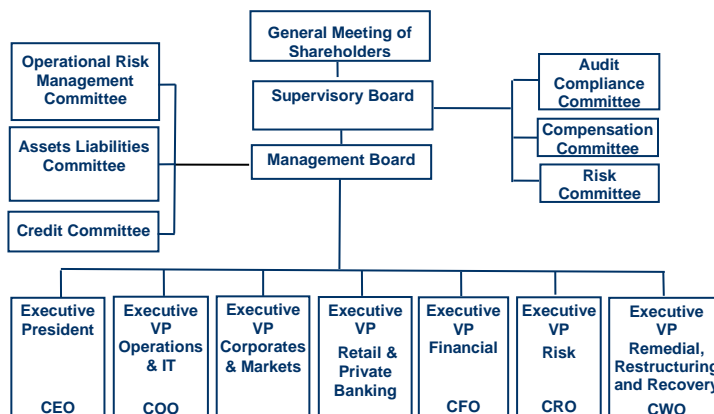 General Meeting of
Shareholders
Operational Risk
Management
Committee
Audit
Compliance
Committee
Supervisory Board
Assets Liabilities
Committee
Compensation
Committee
Management Board
Risk
Committee
Credit Committee
Executive
President
CEO
Executive
VP
Operations
& IT
COO
Executive
VP
Corporates
& Markets
Executive
VP
Retail &
Private
Banking
Executive
VP
Financial
CFO
Executive
VP
Risk
CRO
Executive
VP
Remedial,
Restructuring
and Recovery
CWO